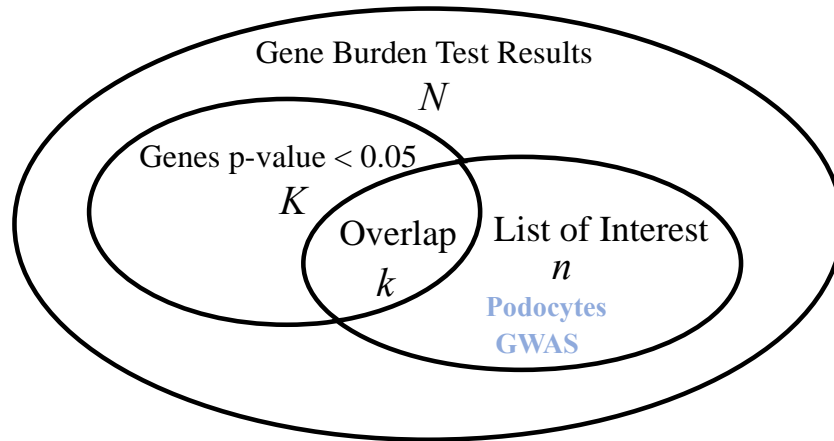 Gene Burden Test Results
N
Genes p-value < 0.05
K
Overlap
k
List of Interest
n
Podocytes
GWAS